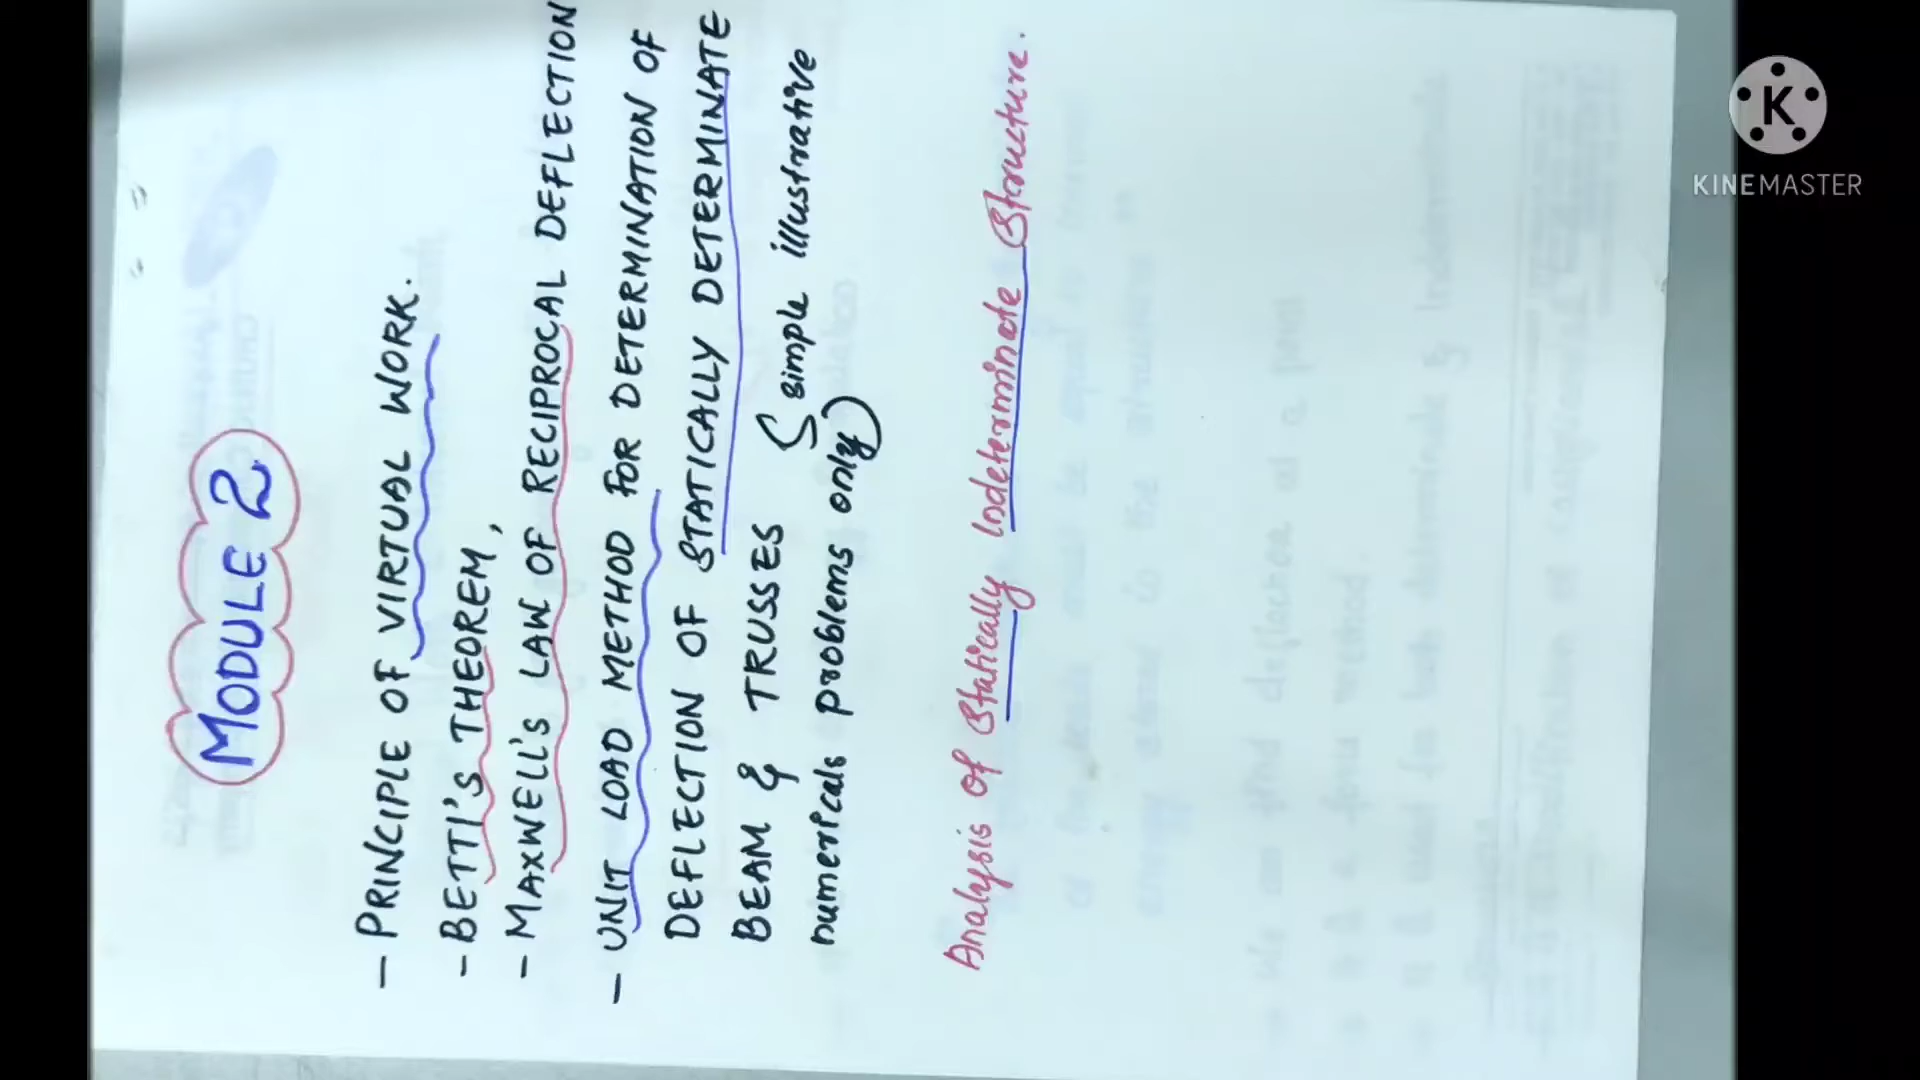 MODULE 2
- PRINCIPLE OF VIRTUAL WORK.
- BETTI'S THEOREM,
- MAXWELL'S LAW OF RECIPROCAL DEFLECTION
- UNIT LOAD METHOD FOR DETERMINATION OF
DEFLECTION OF STATICALLY DETERMINATE
BEAM & TRUSSES (simple illustrative
numericals problems only)
Analysis of Statically Indeterminate Structure.
K
KINEMASTER